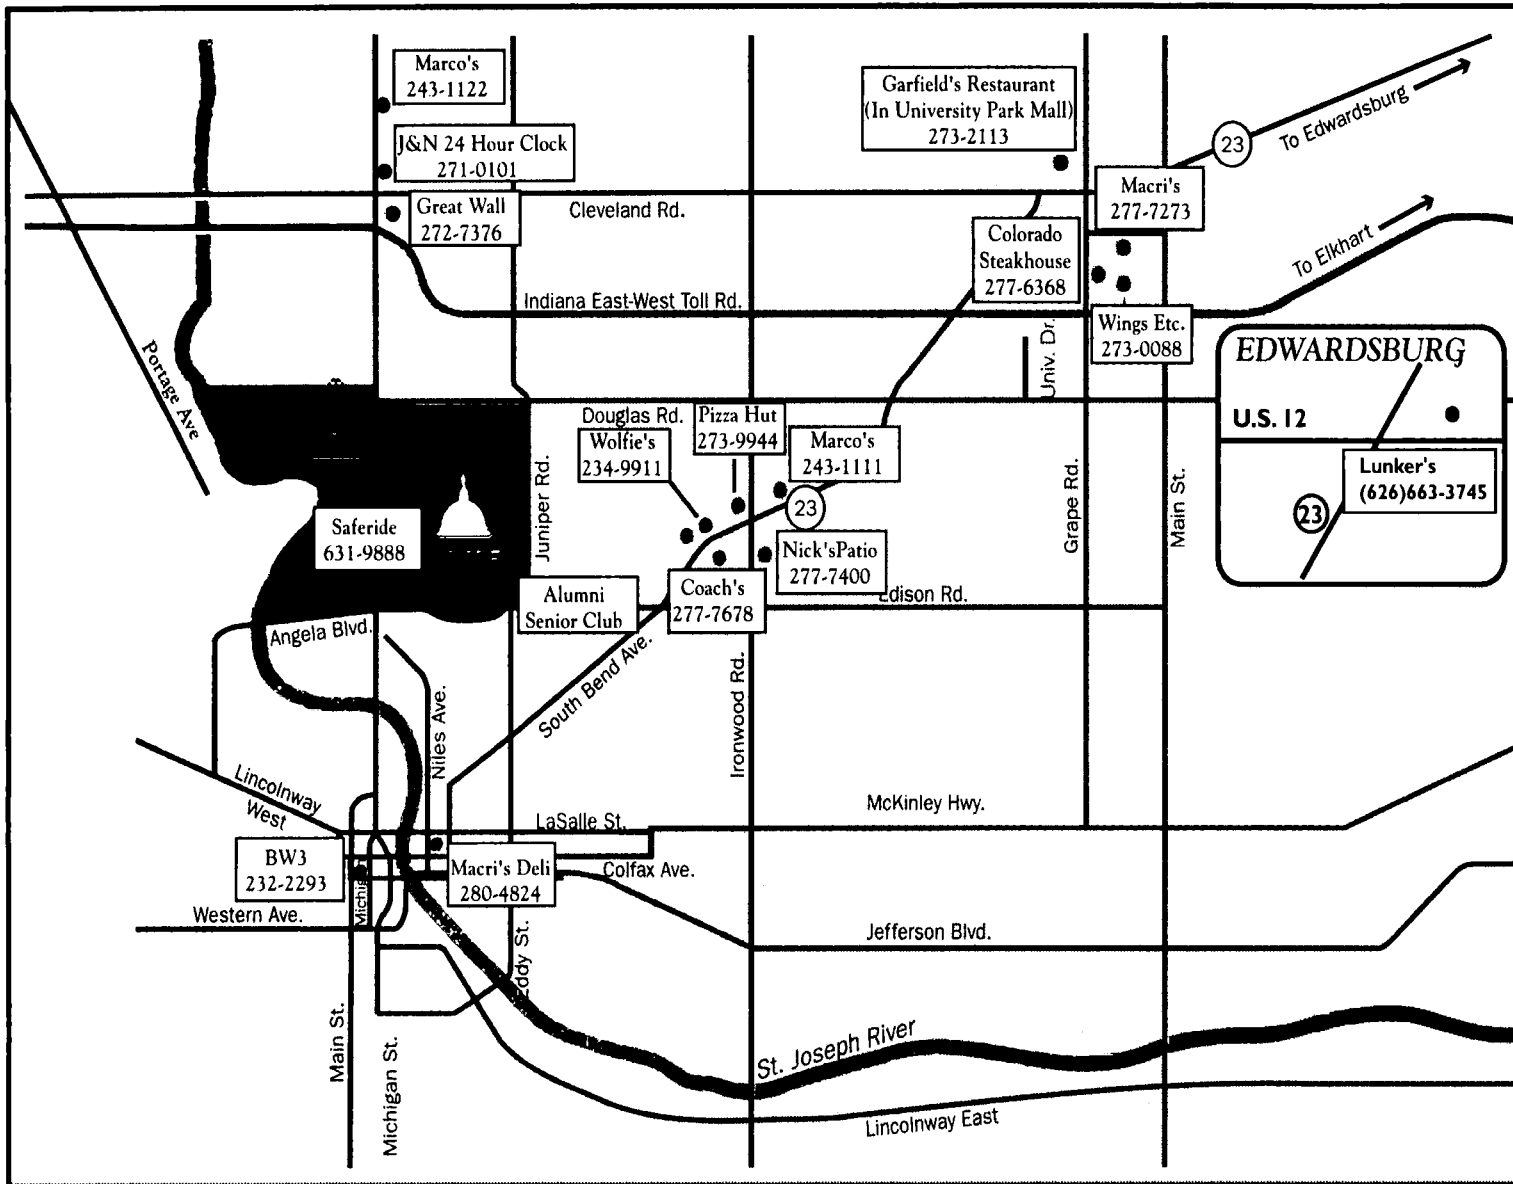 Marco's
243-1122
J&N 24 Hour Clock
271-0101
Great Wall
272-7376
Cleveland Rd.
Indiana East-West Toll Rd.
Garfield's Restaurant
(In University Park Mall)
273-2113
23
To Edwardsburg
Macri's
277-7273
Colorado
Steakhouse
277-6368
To Elkhart
Wings Etc.
273-0088
Portage Ave
Univ. Dr.
EDWARDSBURG
U.S. 12
Lunker's
(626)663-3745
23
Douglas Rd.
Pizza Hut
273-9944
Wolfie's
234-9911
Marco's
243-1111
23
Juniper Rd.
Grape Rd.
Main St.
Saferide
631-9888
Nick'sPatio
277-7400
Alumni
Senior Club
Coach's
277-7678
Edison Rd.
Angela Blvd.
South Bend Ave.
Ironwood Rd.
Niles Ave.
Lincolnway
West
LaSalle St.
McKinley Hwy.
BW3
232-2293
Michigan
Macri's Deli
280-4824
Colfax Ave.
Western Ave.
Jefferson Blvd.
Eddy St.
Main St.
Michigan St.
St. Joseph River
Lincolnway East